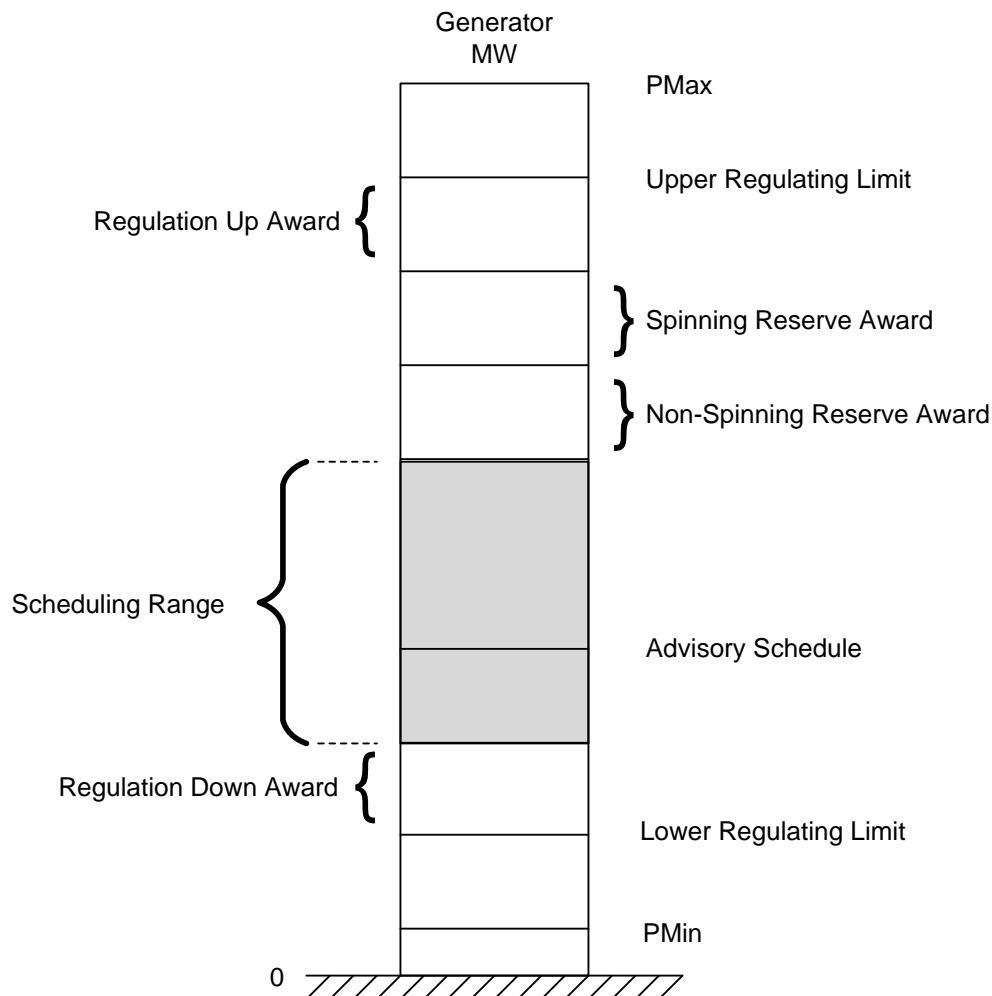 Generator
MW
PMax
Upper Regulating Limit
Regulation Up Award
Spinning Reserve Award
Non-Spinning Reserve Award
Scheduling Range
Advisory Schedule
Regulation Down Award
Lower Regulating Limit
PMin
0